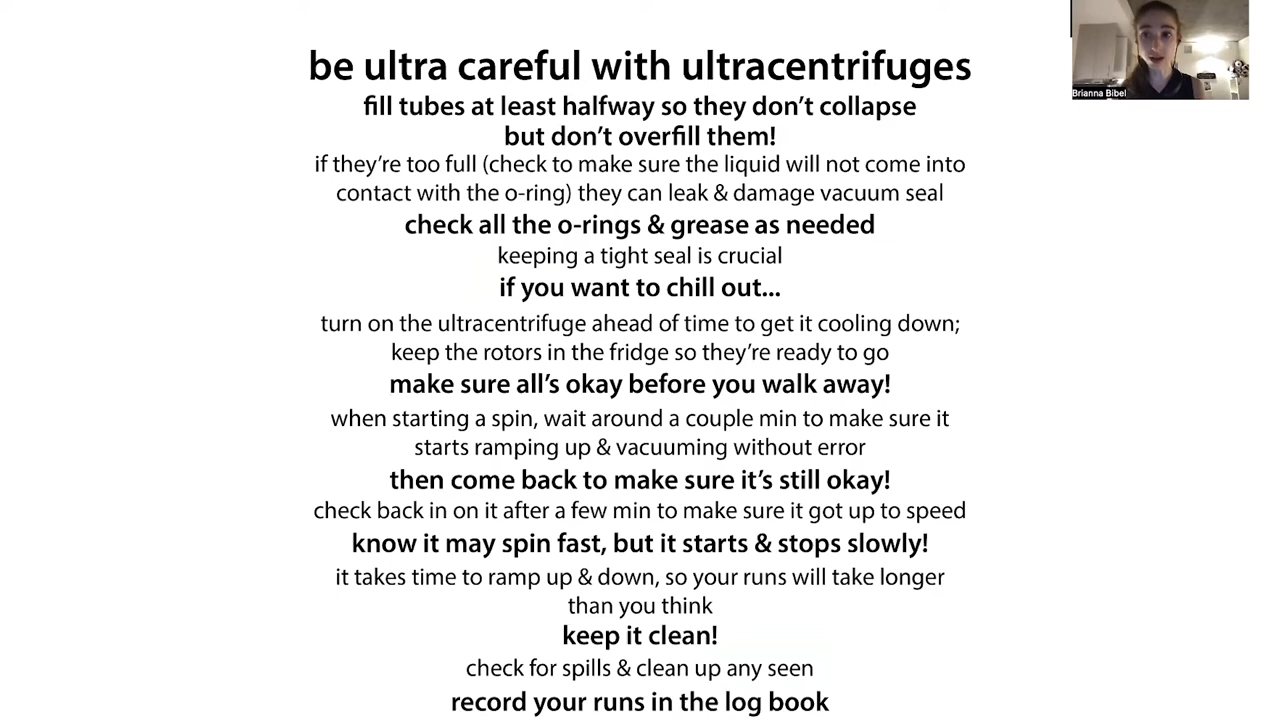 be ultra careful with ultracentrifuges
fill tubes at least halfway so they don't collapse
but don't overfill them!
if they're too full (check to make sure the liquid will not come into
contact with the o-ring) they can leak & damage vacuum seal
check all the o-rings & grease as needed
keeping a tight seal is crucial
if you want to chill out...
turn on the ultracentrifuge ahead of time to get it cooling down;
keep the rotors in the fridge so they're ready to go
make sure all's okay before you walk away!
when starting a spin, wait around a couple min to make sure it
starts ramping up & vacuuming without error
then come back to make sure it's still okay!
check back in on it after a few min to make sure it got up to speed
know it may spin fast, but it starts & stops slowly!
it takes time to ramp up & down, so your runs will take longer
than you think
keep it clean!
check for spills & clean up any seen
record your runs in the log book
Brianna Bibel